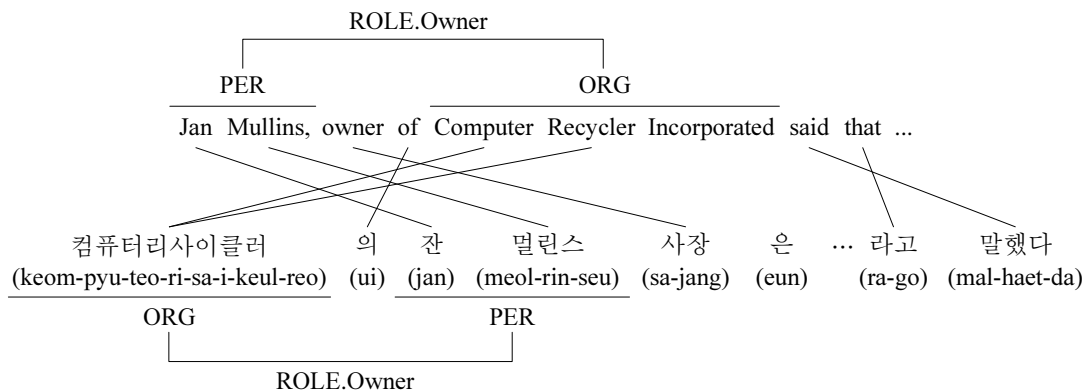 ROLE.Owner
PER ORG
Jan Mullins, owner of Computer Recycler Incorporated said that ...
컴퓨터리사이클러 의 잔 멀린스 사장 은 ... 라고 말했다
(keom-pyu-teo-ri-sa-i-keul-reo) (ui) (jan) (meol-rin-seu) (sa-jang) (eun) (ra-go) (mal-haet-da)
ORG PER
ROLE.Owner